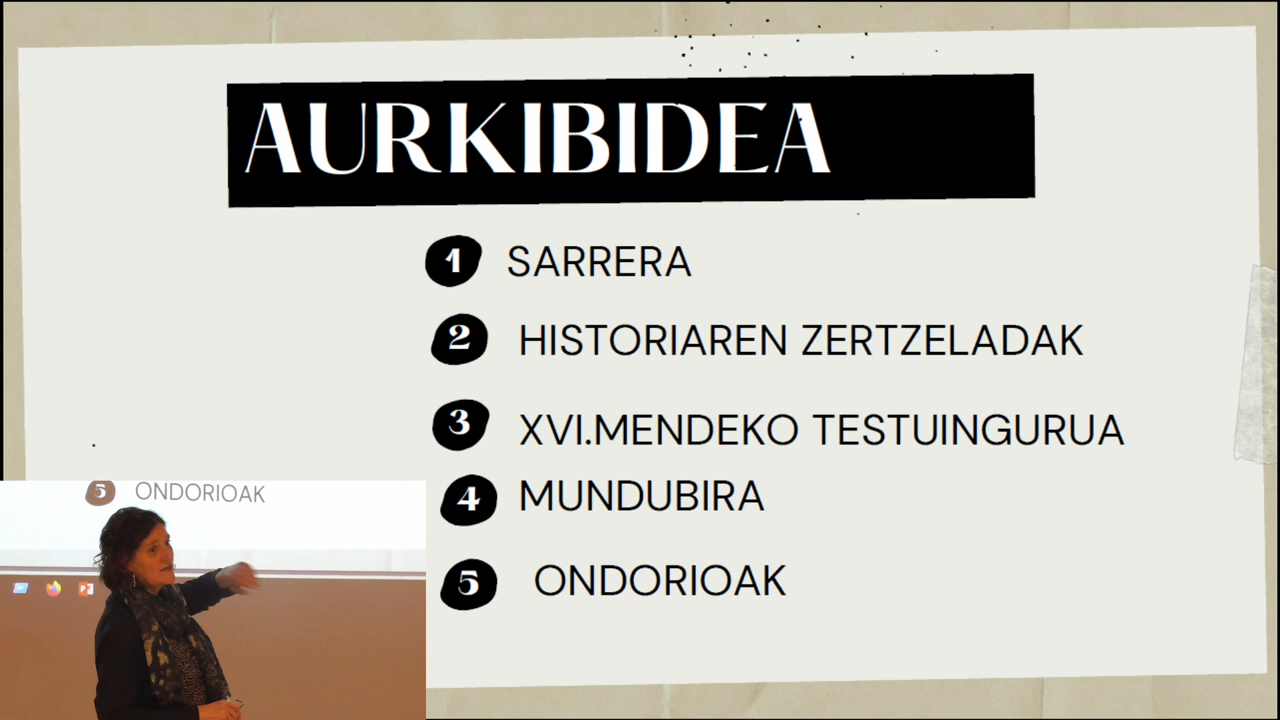 AURKIBIDEA
1 SARRERA
2 HISTORIAREN ZERTZELADAK
3 XVI.MENDEKO TESTUINGURUA
4 MUNDUBIRA
5 ONDORIOAK
5 ONDORIOAK